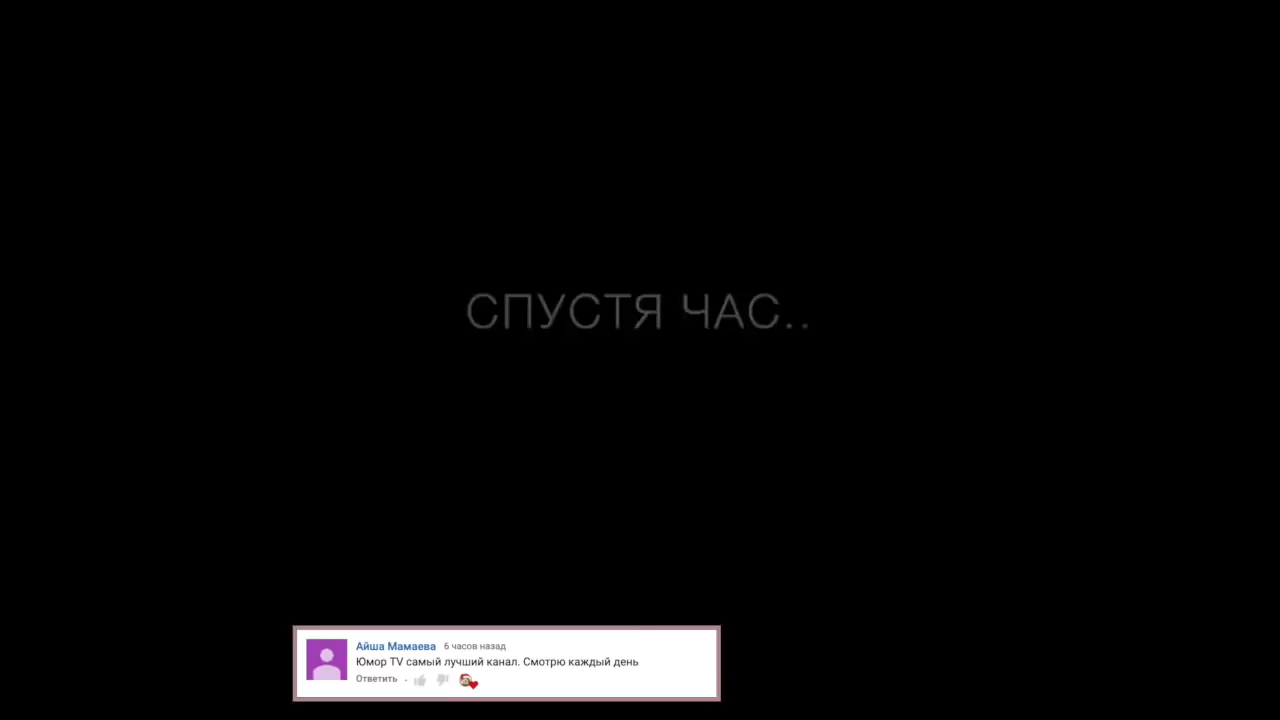 СПУСТЯ ЧАС..
Айша Мамаева 6 часов назад
Юмор TV самый лучший канал. Смотрю каждый день
Ответить .